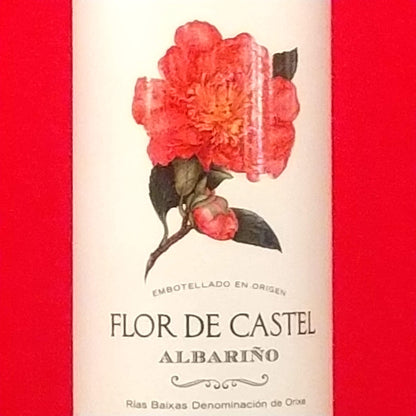 EMBOTELLADO EN ORIGEN
FLOR DE CASTEL
ALBARIÑO
Rías Baixas Denominación de Orixe